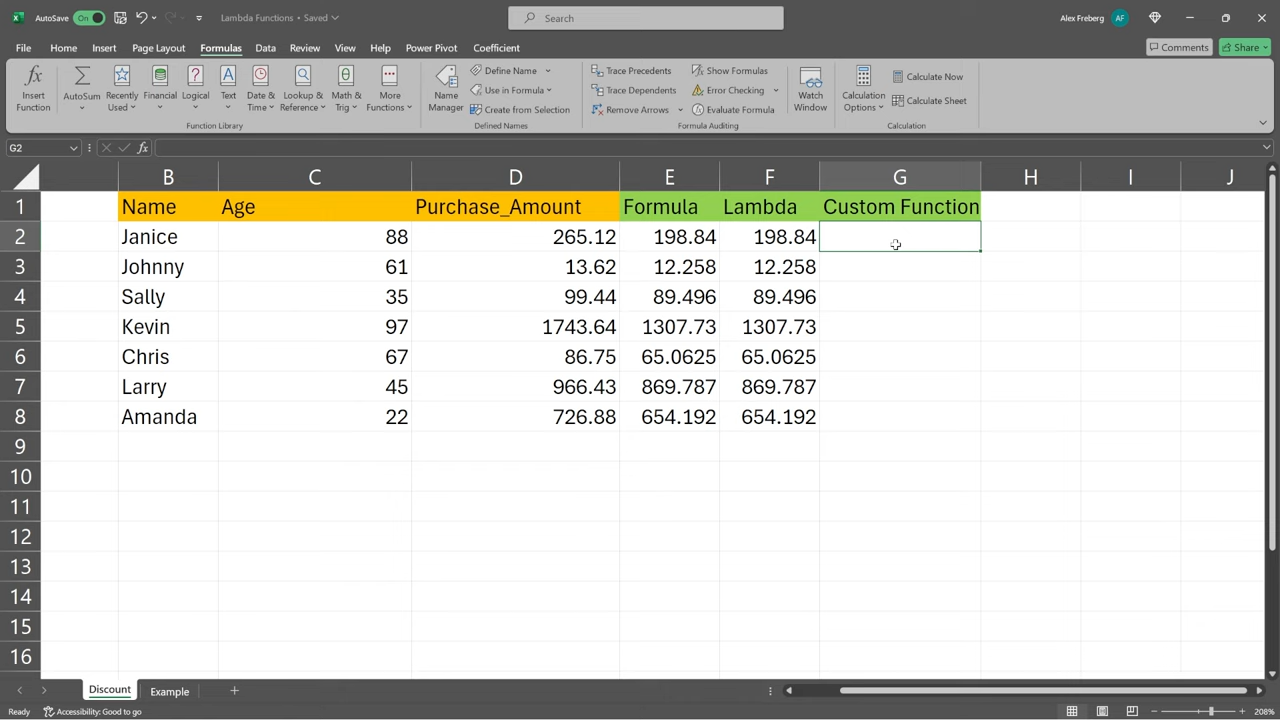 AutoSave On
Lambda Functions • Saved
Search
Alex Freberg AF
File Home Insert Page Layout Formulas Data Review View Help Power Pivot Coefficient
Comments Share
Insert Function
AutoSum
Recently Used
Financial
Logical
Text
Date & Time
Lookup & Reference
Math & Trig
More Functions
Function Library
Name Manager
Define Name
Use in Formula
Create from Selection
Defined Names
Trace Precedents
Trace Dependents
Remove Arrows
Show Formulas
Error Checking
Evaluate Formula
Formula Auditing
Watch Window
Calculation Options
Calculate Now
Calculate Sheet
Calculation
G2 fx
B C D E F G H I J
1 Name Age Purchase_Amount Formula Lambda Custom Function
2 Janice 88 265.12 198.84 198.84
3 Johnny 61 13.62 12.258 12.258
4 Sally 35 99.44 89.496 89.496
5 Kevin 97 1743.64 1307.73 1307.73
6 Chris 67 86.75 65.0625 65.0625
7 Larry 45 966.43 869.787 869.787
8 Amanda 22 726.88 654.192 654.192
9
10
11
12
13
14
15
16
Discount Example
Ready Accessibility: Good to go 208%